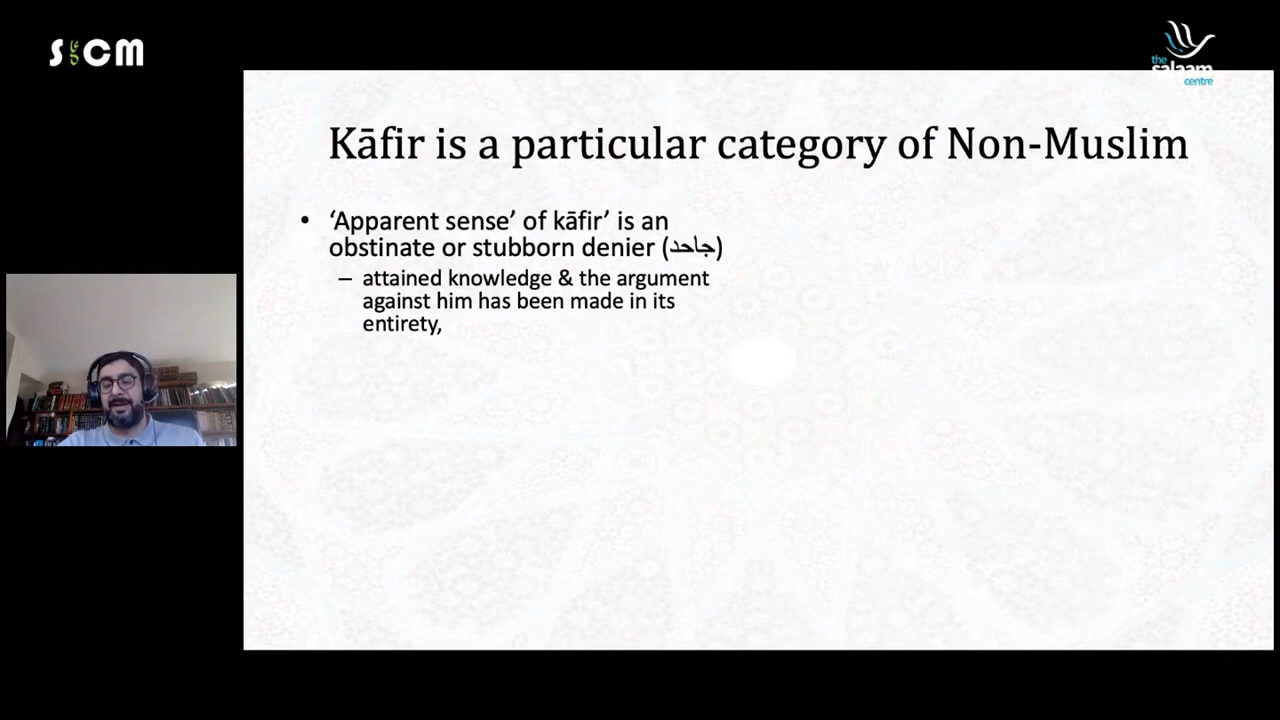 SICM
the
salaam
centre
Kāfir is a particular category of Non-Muslim
• ‘Apparent sense’ of kāfir’ is an
obstinate or stubborn denier (جاحد)
– attained knowledge & the argument
against him has been made in its
entirety,